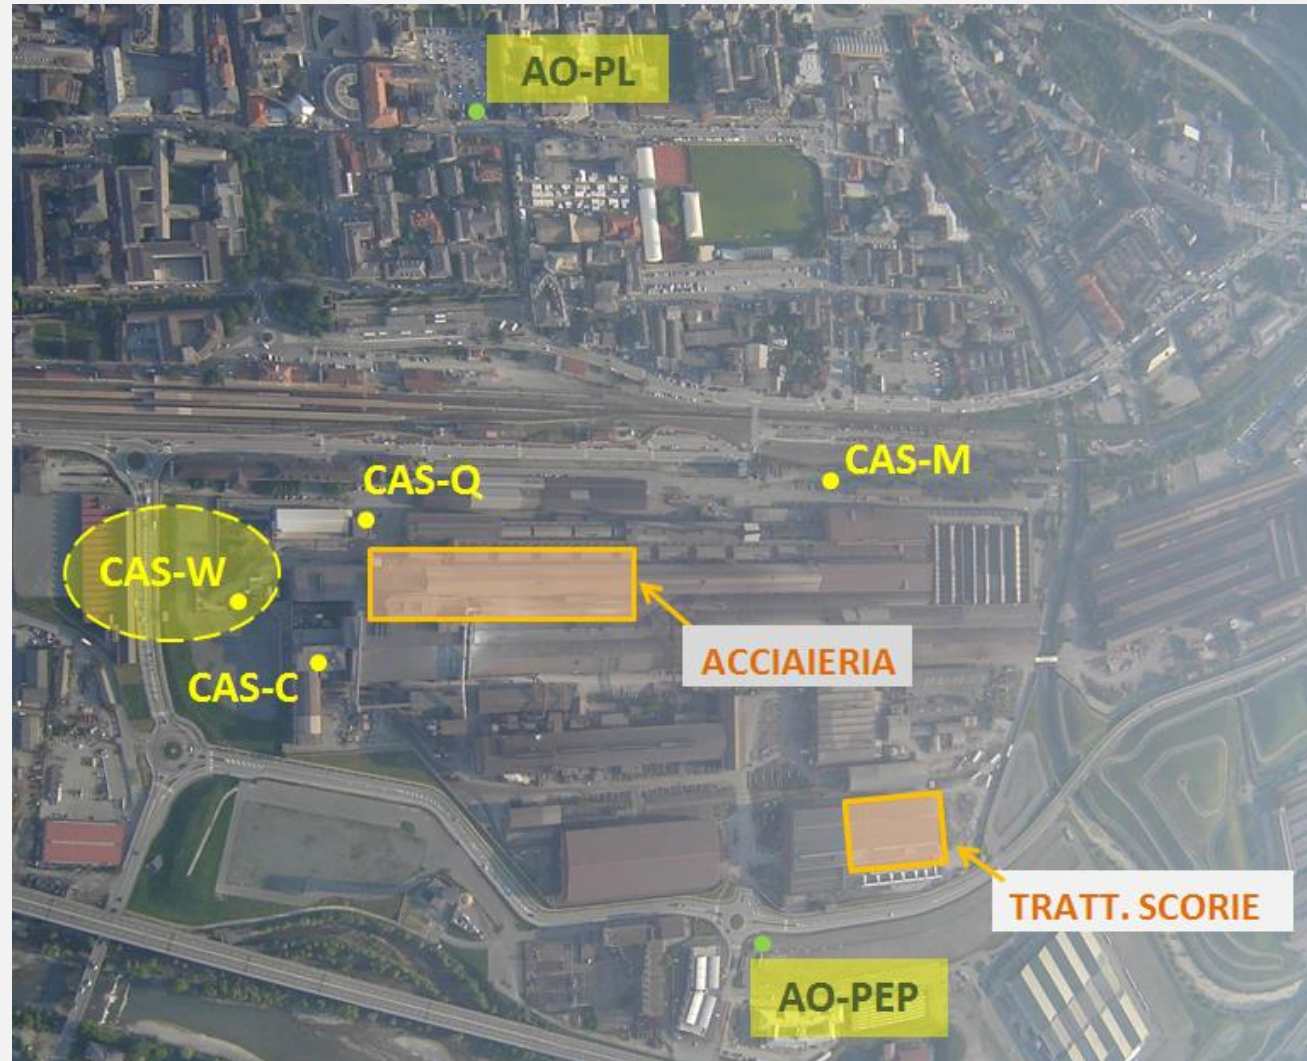 AO-PL
CAS-M
CAS-Q
CAS-W
ACCIAIERIA
CAS-C
TRATT. SCORIE
AO-PEP